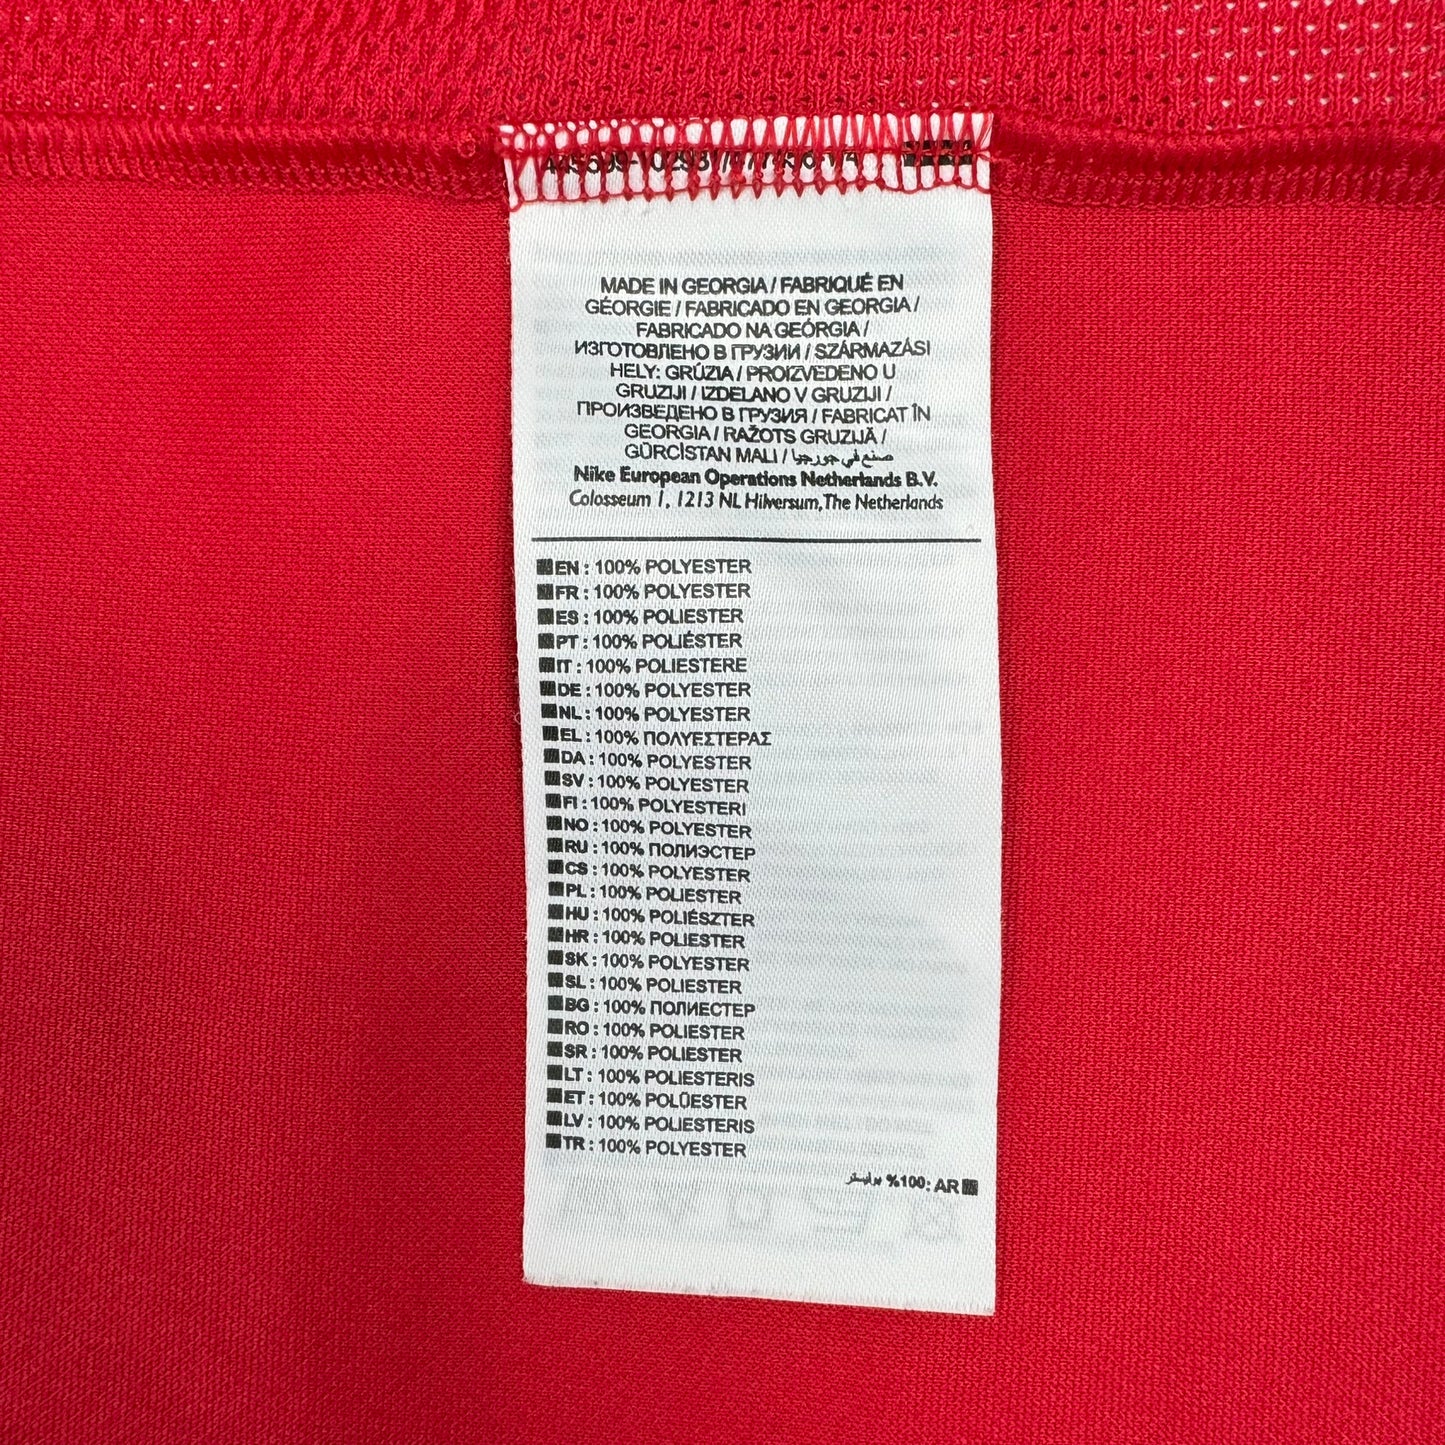 MADE IN GEORGIA / FABRIQUÉ EN
GÉORGIE / FABRICADO EN GEORGIA /
FABRICADO NA GEÓRGIA /
ИЗГОТОВЛЕНО В ГРУЗИИ / SZÁRMAZÁSI
HELY: GRÚZIA / PROIZVEDENO U
GRUZIJI / IZDELANO V GRUZIJI /
ПРОИЗВЕДЕНО В ГРУЗИЯ / FABRICAT ÎN
GEORGIA / RAŽOTS GRUZIJĀ /
GÜRCİSTAN MALI / صنع في جورجيا
Nike European Operations Netherlands B.V.
Colosseum 1, 1213 NL Hilversum, The Netherlands
EN : 100% POLYESTER
FR : 100% POLYESTER
ES : 100% POLIESTER
PT : 100% POLIÉSTER
IT : 100% POLIESTERE
DE : 100% POLYESTER
NL : 100% POLYESTER
EL : 100% ΠΟΛΥΕΣΤΕΡΑΣ
DA : 100% POLYESTER
SV : 100% POLYESTER
FI : 100% POLYESTERI
NO : 100% POLYESTER
RU : 100% ПОЛИЭСТЕР
CS : 100% POLYESTER
PL : 100% POLIESTER
HU : 100% POLIÉSZTER
HR : 100% POLIESTER
SK : 100% POLYESTER
SL : 100% POLIESTER
BG : 100% ПОЛИЕСТЕР
RO : 100% POLIESTER
SR : 100% POLIESTER
LT : 100% POLIESTERIS
ET : 100% POLÜESTER
LV : 100% POLIESTERIS
TR : 100% POLYESTER
AR :100% بوليستر